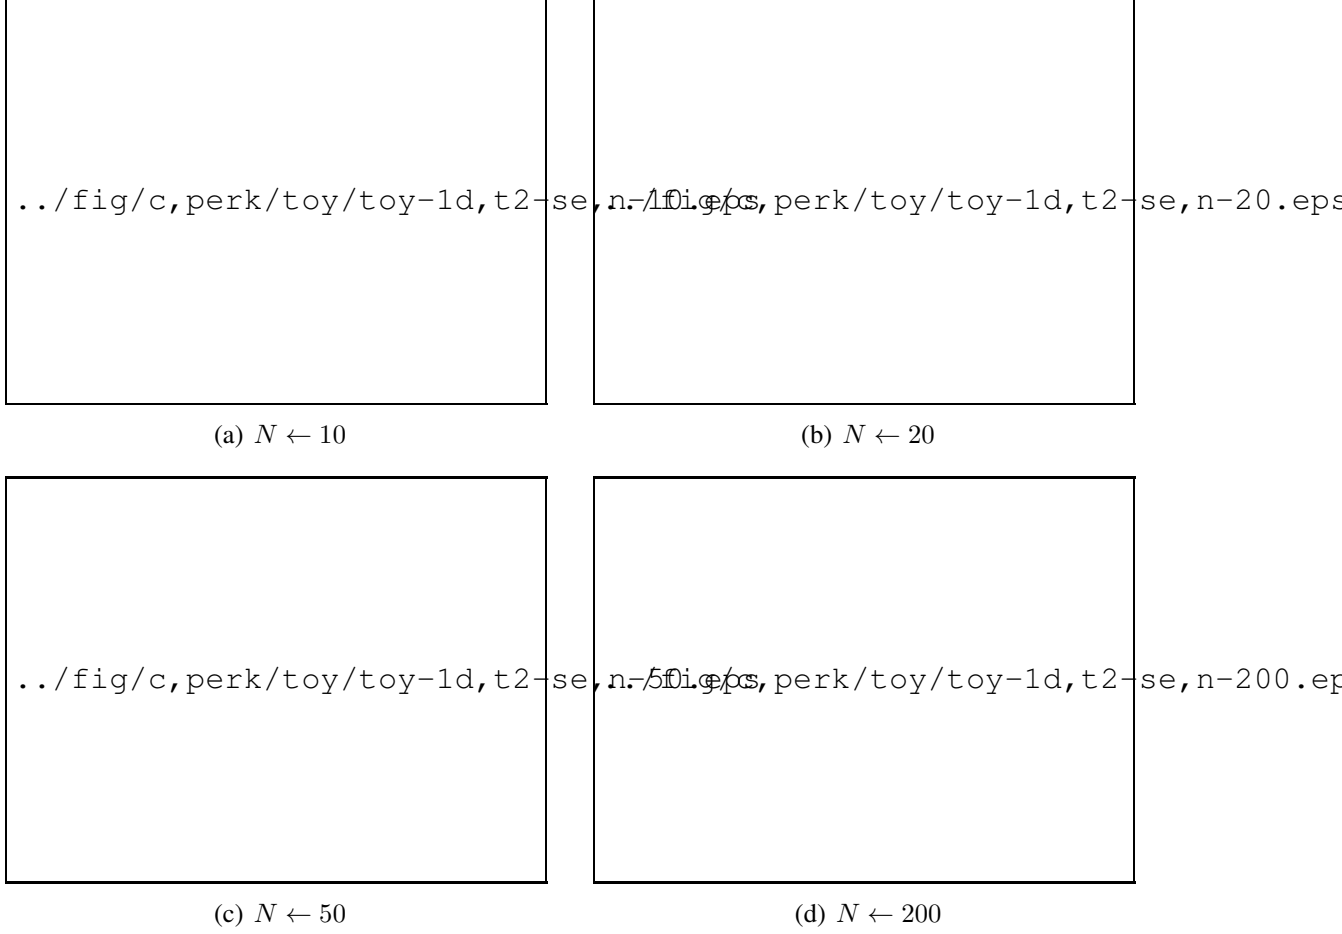 ../fig/c,perk/toy/toy-1d,t2-se,n-10.eps
../fig/c,perk/toy/toy-1d,t2-se,n-20.eps
(a) N ← 10
(b) N ← 20
../fig/c,perk/toy/toy-1d,t2-se,n-50.eps
../fig/c,perk/toy/toy-1d,t2-se,n-200.ep
(c) N ← 50
(d) N ← 200